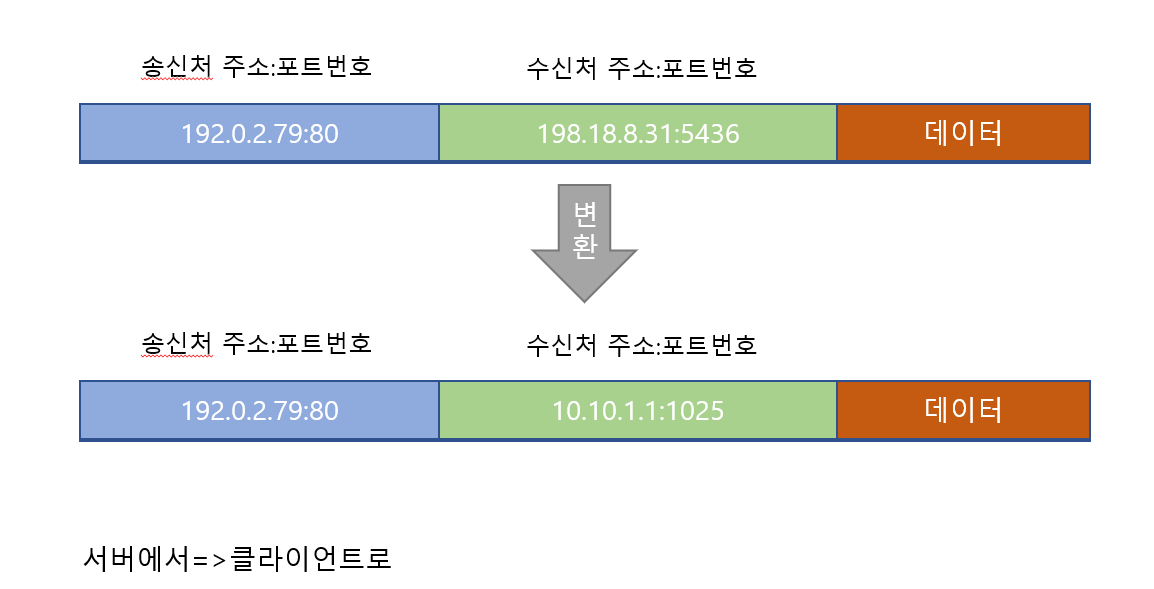 송신처 주소:포트번호
수신처 주소:포트번호
192.0.2.79:80
198.18.8.31:5436
데이터
변
환
송신처 주소:포트번호
수신처 주소:포트번호
192.0.2.79:80
10.10.1.1:1025
데이터
서버에서=>클라이언트로